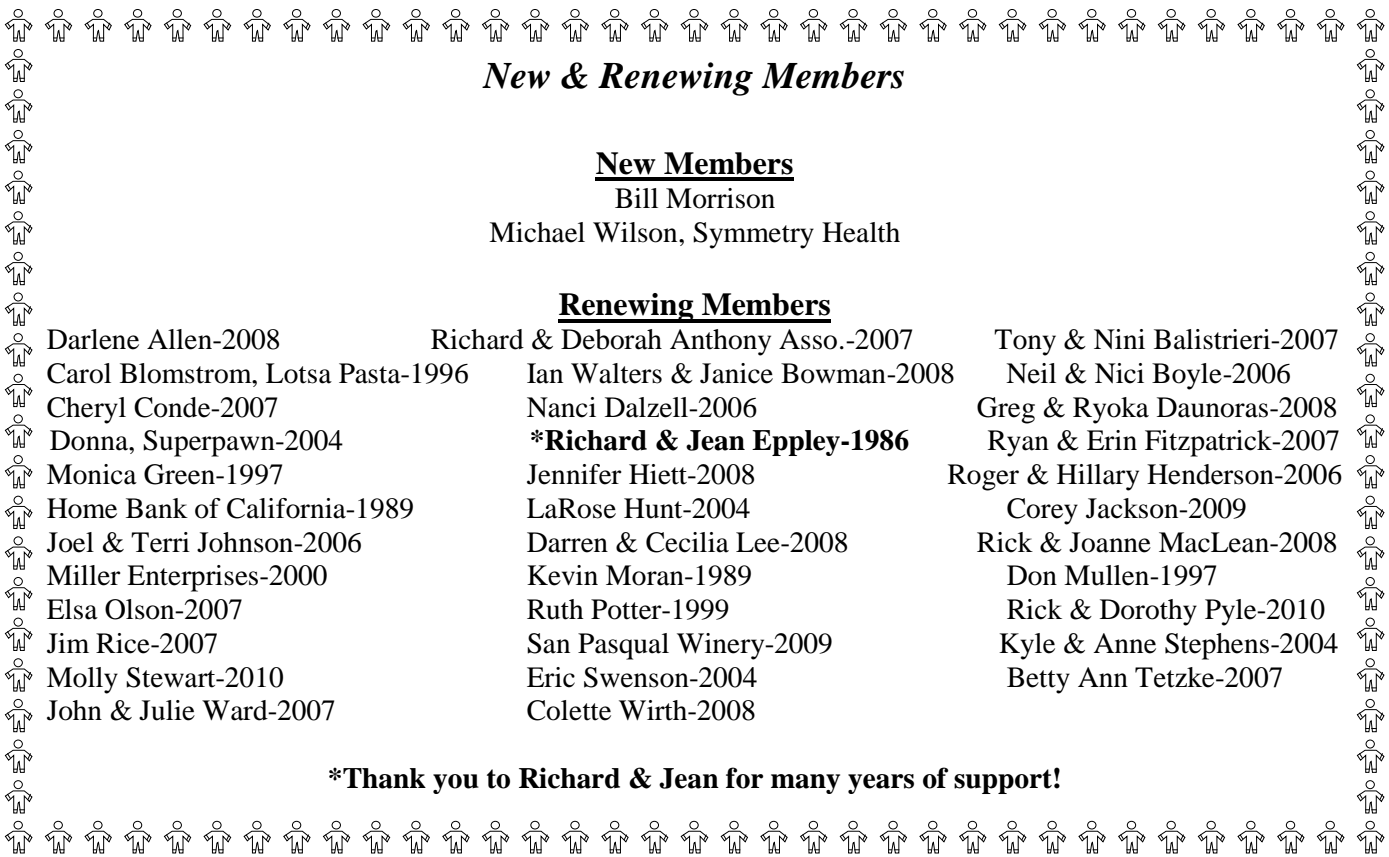 New & Renewing Members
New Members
Bill Morrison
Michael Wilson, Symmetry Health
Renewing Members
Darlene Allen-2008 Richard & Deborah Anthony Asso.-2007 Tony & Nini Balistrieri-2007
Carol Blomstrom, Lotsa Pasta-1996 Ian Walters & Janice Bowman-2008 Neil & Nici Boyle-2006
Cheryl Conde-2007 Nanci Dalzell-2006 Greg & Ryoka Daunoras-2008
Donna, Superpawn-2004 *Richard & Jean Eppley-1986 Ryan & Erin Fitzpatrick-2007
Monica Green-1997 Jennifer Hiett-2008 Roger & Hillary Henderson-2006
Home Bank of California-1989 LaRose Hunt-2004 Corey Jackson-2009
Joel & Terri Johnson-2006 Darren & Cecilia Lee-2008 Rick & Joanne MacLean-2008
Miller Enterprises-2000 Kevin Moran-1989 Don Mullen-1997
Elsa Olson-2007 Ruth Potter-1999 Rick & Dorothy Pyle-2010
Jim Rice-2007 San Pasqual Winery-2009 Kyle & Anne Stephens-2004
Molly Stewart-2010 Eric Swenson-2004 Betty Ann Tetzke-2007
John & Julie Ward-2007 Colette Wirth-2008
*Thank you to Richard & Jean for many years of support!